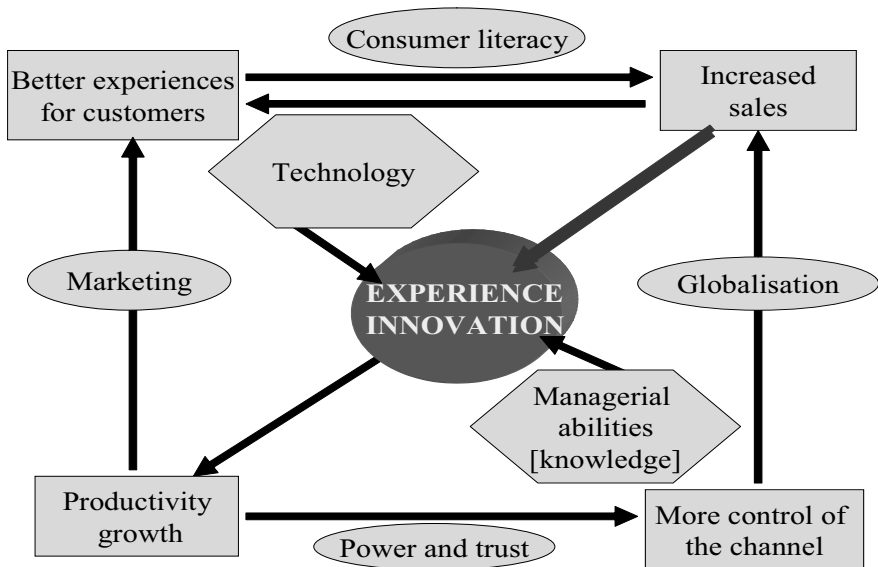 Consumer literacy
Better experiences
for customers
Increased
sales
Technology
Marketing
EXPERIENCE
INNOVATION
Globalisation
Managerial
abilities
[knowledge]
Productivity
growth
Power and trust
More control of
the channel